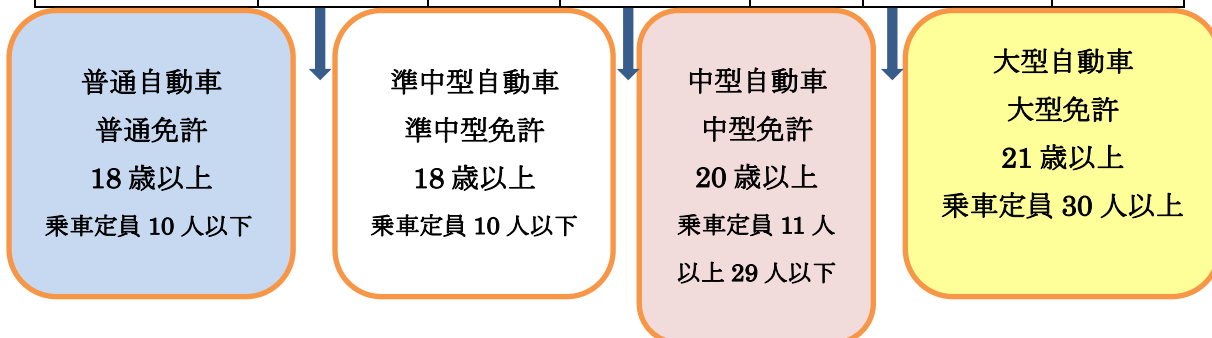 普通自動車
普通免許
18 歳以上
乗車定員 10 人以下
準中型自動車
準中型免許
18 歳以上
乗車定員 10 人以下
中型自動車
中型免許
20 歳以上
乗車定員 11 人
以上 29 人以下
大型自動車
大型免許
21 歳以上
乗車定員 30 人以上